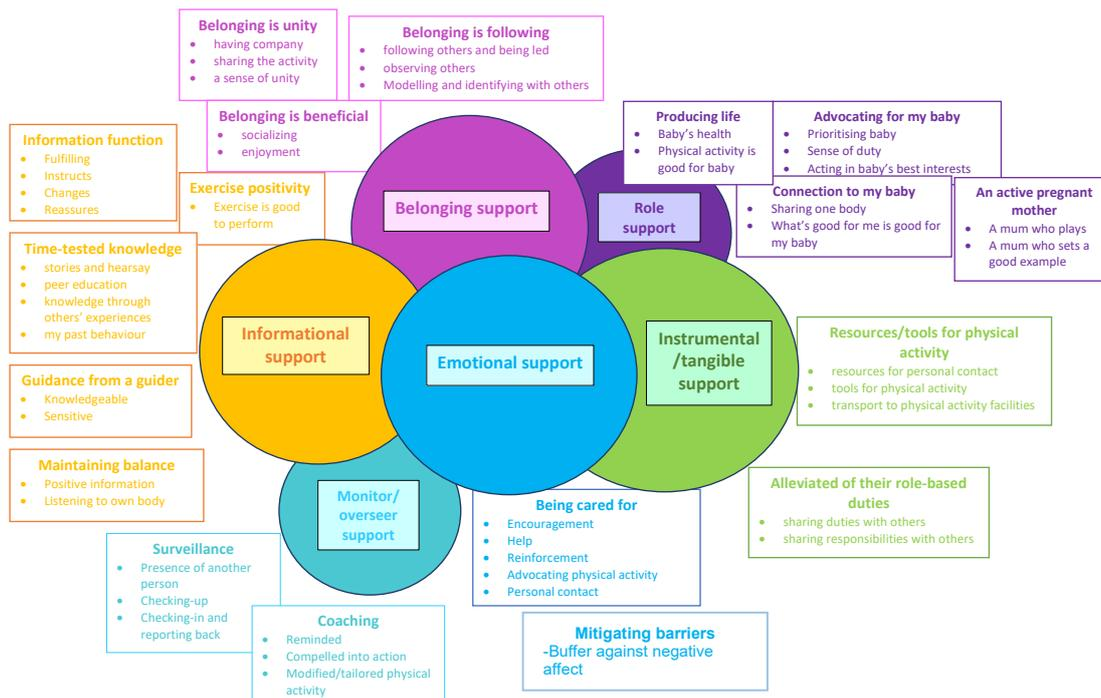 Belonging is unity
• having company
• sharing the activity
• a sense of unity
Belonging is following
• following others and being led
• observing others
• Modelling and identifying with others
Belonging is beneficial
• socializing
• enjoyment
Producing life
• Baby's health
• Physical activity is
good for baby
Advocating for my baby
• Prioritising baby
• Sense of duty
• Acting in baby's best interests
Information function
• Fulfilling
• Instructs
• Changes
• Reassures
Exercise positivity
• Exercise is good
to perform
Belonging support
Role
support
Connection to my baby
• Sharing one body
• What's good for me is good for
my baby
An active pregnant
mother
• A mum who plays
• A mum who sets a
good example
Time-tested knowledge
• stories and hearsay
• peer education
• knowledge through
others' experiences
• my past behaviour
Informational
support
Emotional support
Instrumental
/tangible
support
Resources/tools for physical
activity
• resources for personal contact
• tools for physical activity
• transport to physical activity facilities
Guidance from a guider
• Knowledgeable
• Sensitive
Maintaining balance
• Positive information
• Listening to own body
Monitor/
overseer
support
Being cared for
• Encouragement
• Help
• Reinforcement
• Advocating physical activity
• Personal contact
Alleviated of their role-based
duties
• sharing duties with others
• sharing responsibilities with others
Surveillance
• Presence of another
person
• Checking-up
• Checking-in and
reporting back
Coaching
• Reminded
• Compelled into action
• Modified/tailored physical
activity
Mitigating barriers
-Buffer against negative
affect